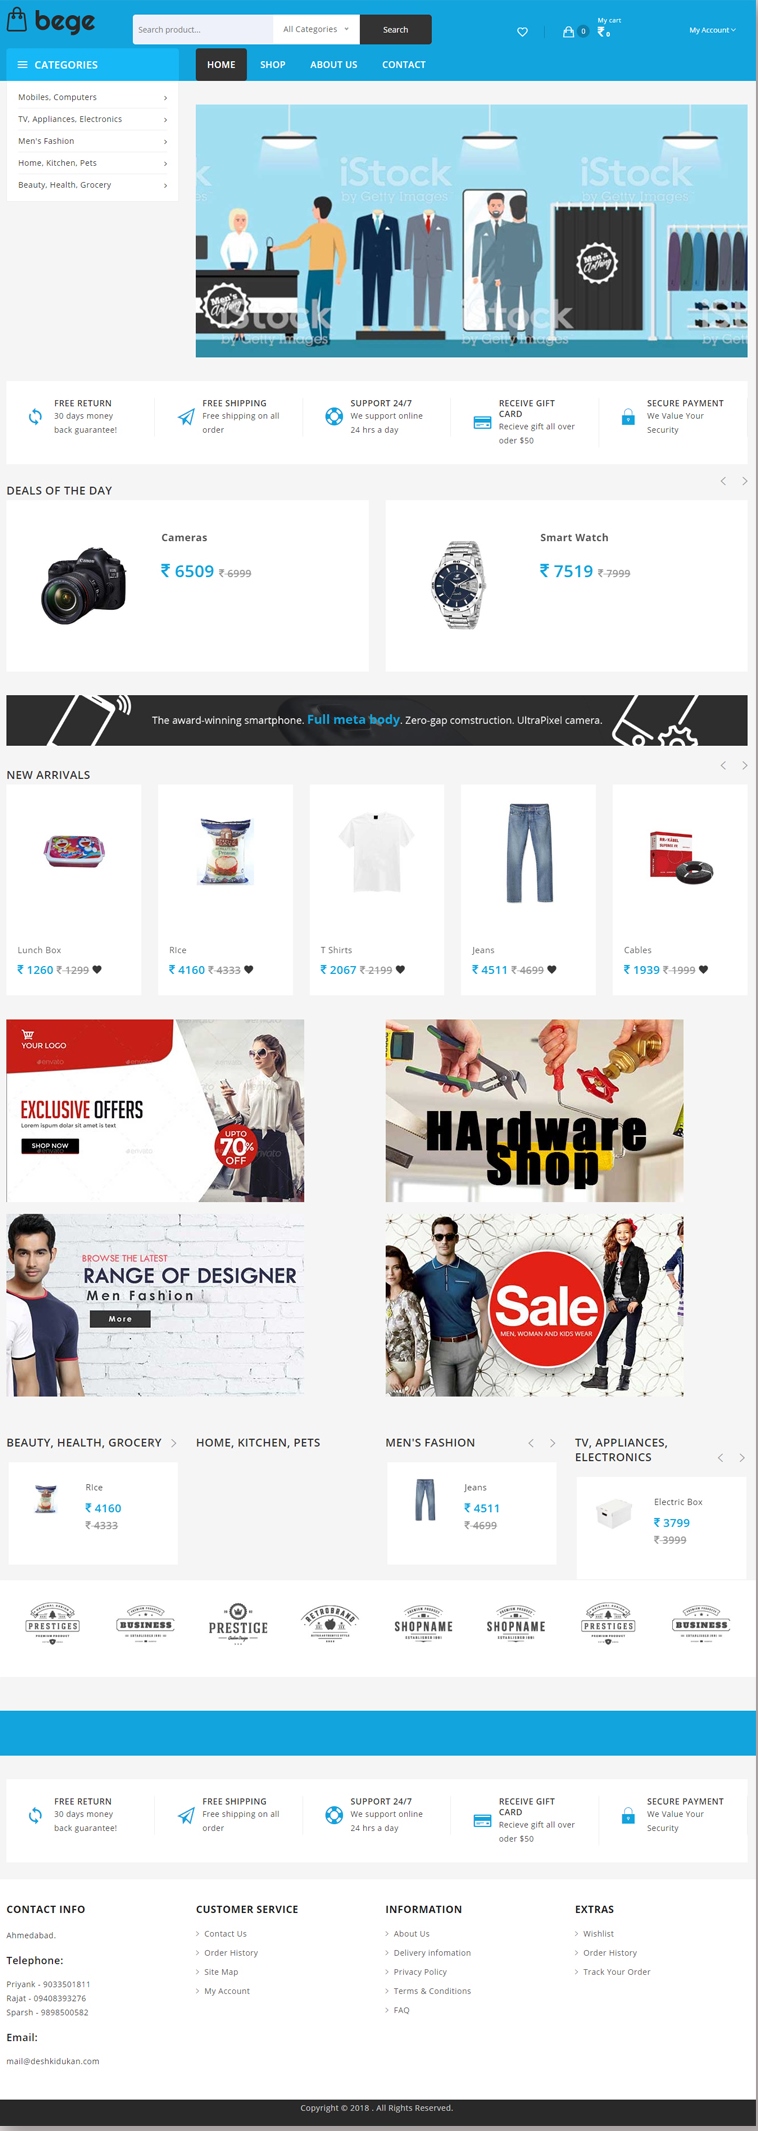 bege
Search product...
All Categories
Search
0
My cart
₹ 0
My Account
CATEGORIES
HOME
SHOP
ABOUT US
CONTACT
Mobiles, Computers
TV, Appliances, Electronics
Men's Fashion
Home, Kitchen, Pets
Beauty, Health, Grocery
iStock
by Getty Images
iStock
by Getty Images
Men's
Clothing
Men's
Clothing
iStock
by Getty Images
iStock
by Getty Images
FREE RETURN
30 days money
back guarantee!
FREE SHIPPING
Free shipping on all
order
SUPPORT 24/7
We support online
24 hrs a day
RECEIVE GIFT
CARD
Recieve gift all over
oder $50
SECURE PAYMENT
We Value Your
Security
DEALS OF THE DAY
Cameras
₹ 6509 ₹ 6999
Smart Watch
₹ 7519 ₹ 7999
The award-winning smartphone. Full meta body. Zero-gap comstruction. UltraPixel camera.
NEW ARRIVALS
Lunch Box
₹ 1260 ₹ 1299
RIce
₹ 4160 ₹ 4333
T Shirts
₹ 2067 ₹ 2199
Jeans
₹ 4511 ₹ 4699
Cables
₹ 1939 ₹ 1999
YOUR LOGO
EXCLUSIVE OFFERS
Lorem ipsum dolar sit amet is text
SHOP NOW
UPTO
70%
OFF
HArdware
Shop
BROWSE THE LATEST
RANGE OF DESIGNER
Men Fashion
More
Sale
MEN, WOMAN AND KIDS WEAR
BEAUTY, HEALTH, GROCERY
RIce
₹ 4160
₹ 4333
HOME, KITCHEN, PETS
MEN'S FASHION
Jeans
₹ 4511
₹ 4699
TV, APPLIANCES,
ELECTRONICS
Electric Box
₹ 3799
₹ 3999
PRESTIGES
BUSINESS
PRESTIGE
RETROBRAND
SHOPNAME
SHOPNAME
PRESTIGES
BUSINESS
FREE RETURN
30 days money
back guarantee!
FREE SHIPPING
Free shipping on all
order
SUPPORT 24/7
We support online
24 hrs a day
RECEIVE GIFT
CARD
Recieve gift all over
oder $50
SECURE PAYMENT
We Value Your
Security
CONTACT INFO
Ahmedabad.
Telephone:
Priyank - 9033501811
Rajat - 09408393276
Sparsh - 9898500582
Email:
mail@deshkidukan.com
CUSTOMER SERVICE
Contact Us
Order History
Site Map
My Account
INFORMATION
About Us
Delivery infomation
Privacy Policy
Terms & Conditions
FAQ
EXTRAS
Wishlist
Order History
Track Your Order
Copyright © 2018 . All Rights Reserved.